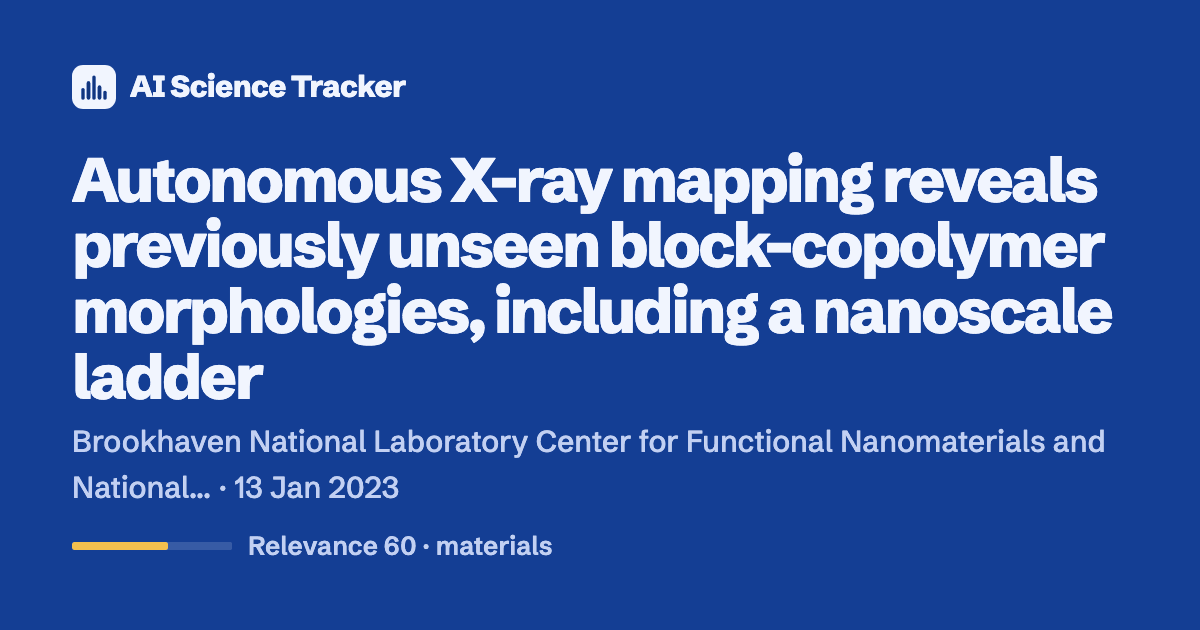 AI Science Tracker
Autonomous X-ray mapping reveals
previously unseen block-copolymer
morphologies, including a nanoscale
ladder
Brookhaven National Laboratory Center for Functional Nanomaterials and
National... · 13 Jan 2023
Relevance 60 · materials